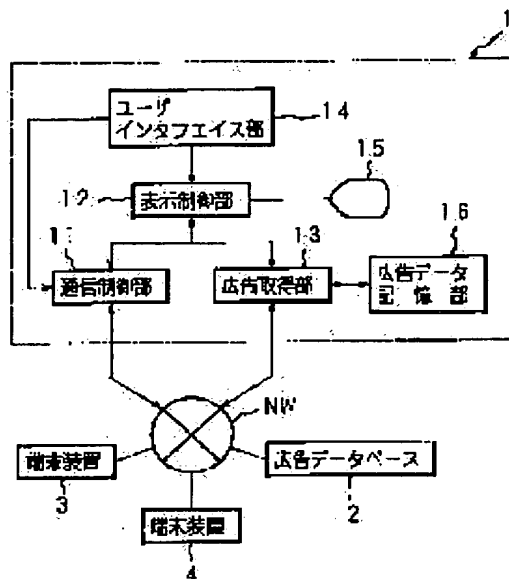 1
ユーザ
インタフェイス部
14
15
12
表示制御部
16
11
13
通信制御部
広告取得部
広告データ
記憶部
NW
端末装置
広告データベース
3
2
端末装置
4